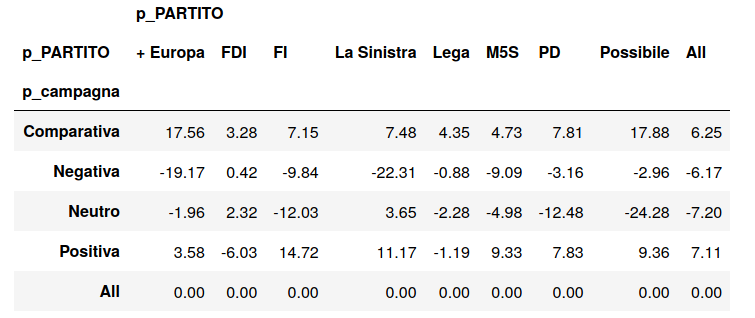 p_PARTITO
p_PARTITO + Europa FDI FI La Sinistra Lega M5S PD Possibile All
p_campagna
Comparativa 17.56 3.28 7.15 7.48 4.35 4.73 7.81 17.88 6.25
Negativa -19.17 0.42 -9.84 -22.31 -0.88 -9.09 -3.16 -2.96 -6.17
Neutro -1.96 2.32 -12.03 3.65 -2.28 -4.98 -12.48 -24.28 -7.20
Positiva 3.58 -6.03 14.72 11.17 -1.19 9.33 7.83 9.36 7.11
All 0.00 0.00 0.00 0.00 0.00 0.00 0.00 0.00 0.00